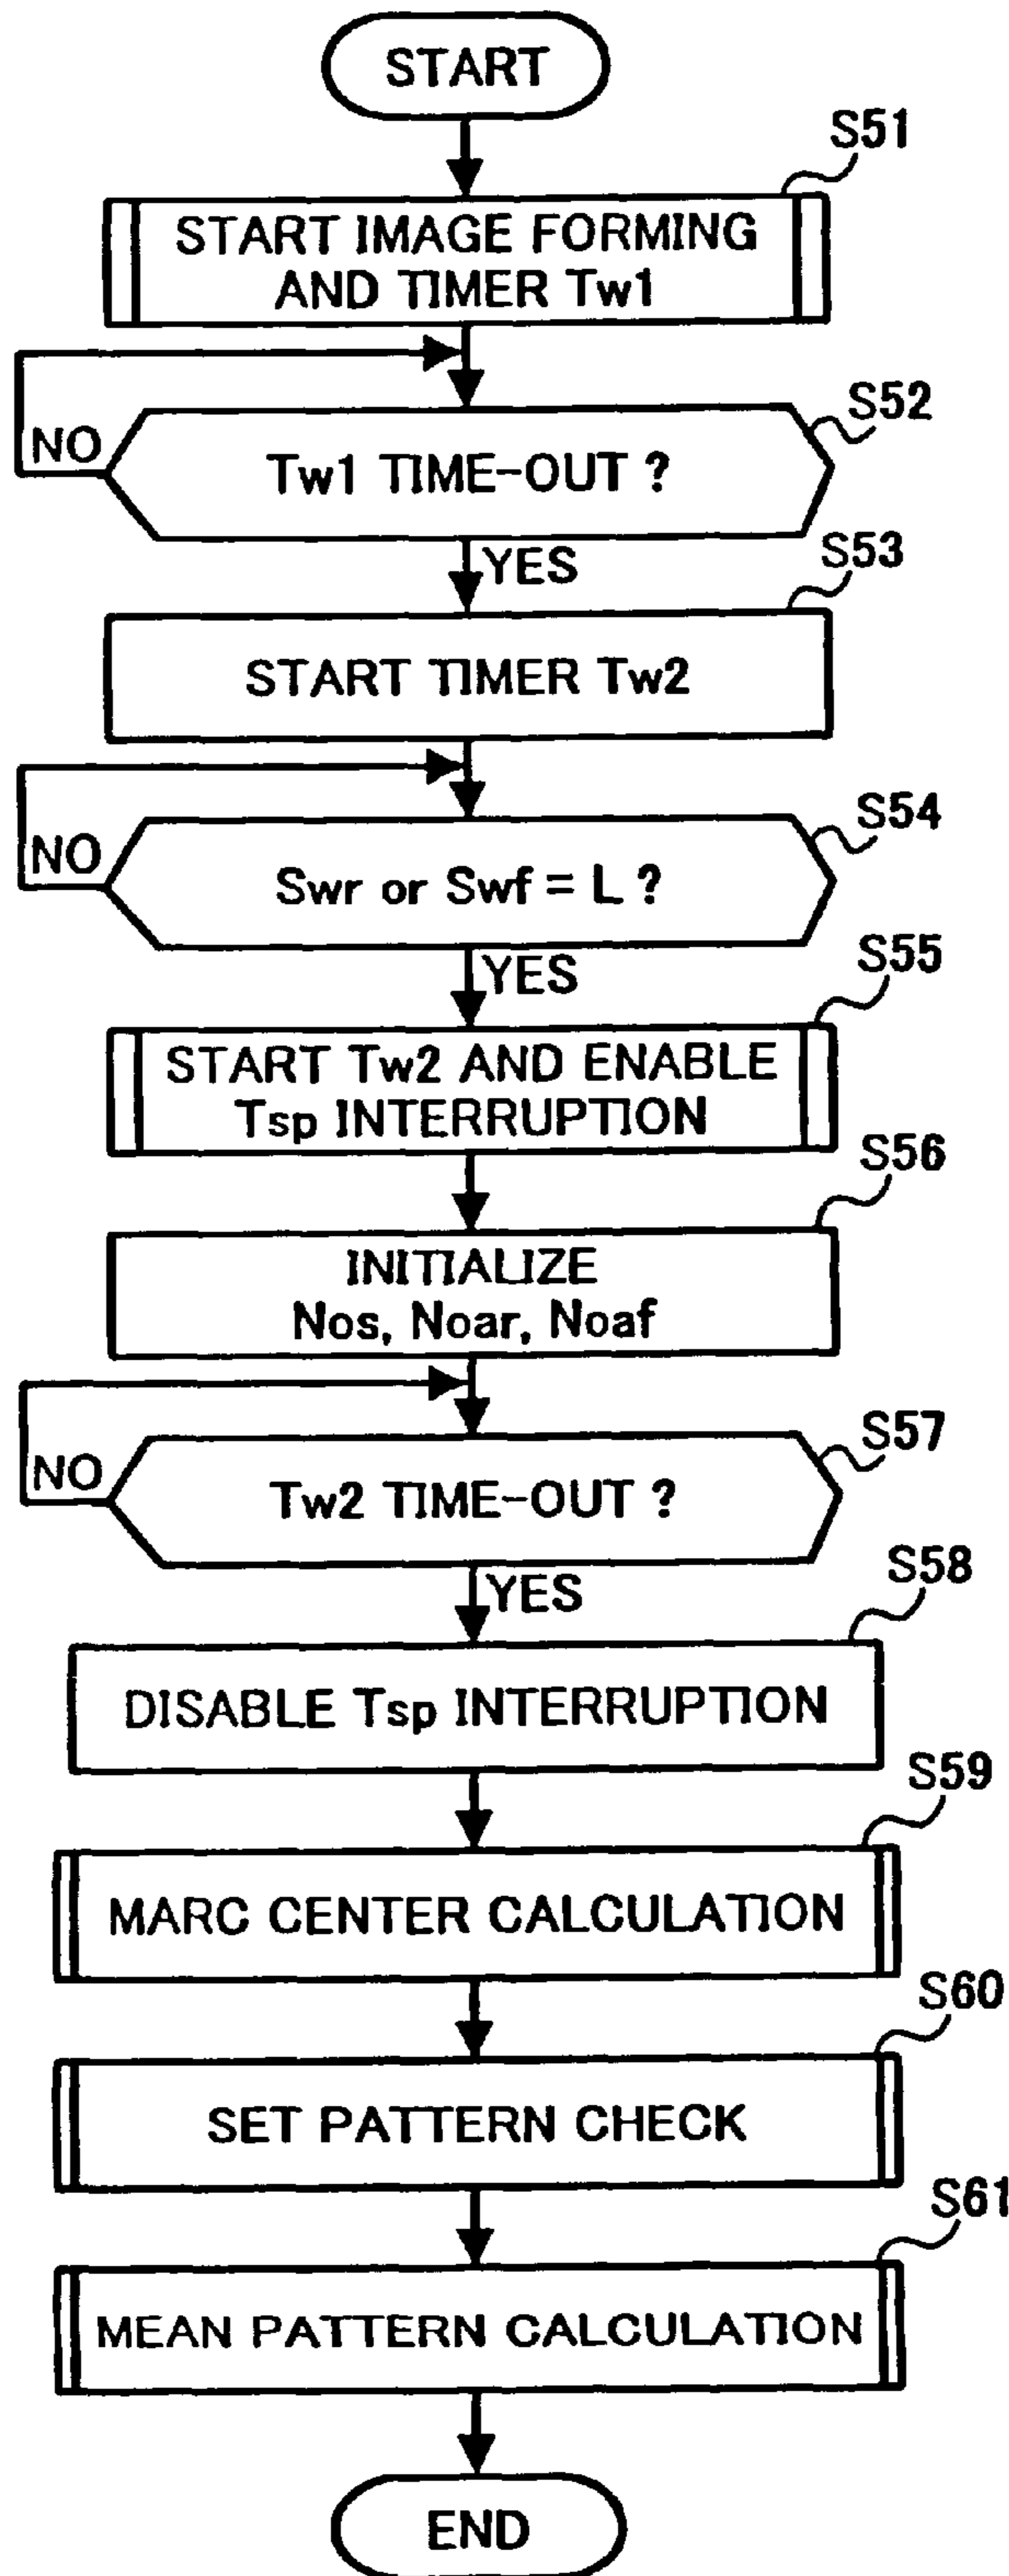 START
S51
START IMAGE FORMING
AND TIMER Tw1
S52
NO
Tw1 TIME-OUT ?
YES
S53
START TIMER Tw2
S54
NO
Swr or Swf = L ?
YES
S55
START Tw2 AND ENABLE
Tsp INTERRUPTION
S56
INITIALIZE
Nos, Noar, Noaf
S57
NO
Tw2 TIME-OUT ?
YES
S58
DISABLE Tsp INTERRUPTION
S59
MARC CENTER CALCULATION
S60
SET PATTERN CHECK
S61
MEAN PATTERN CALCULATION
END